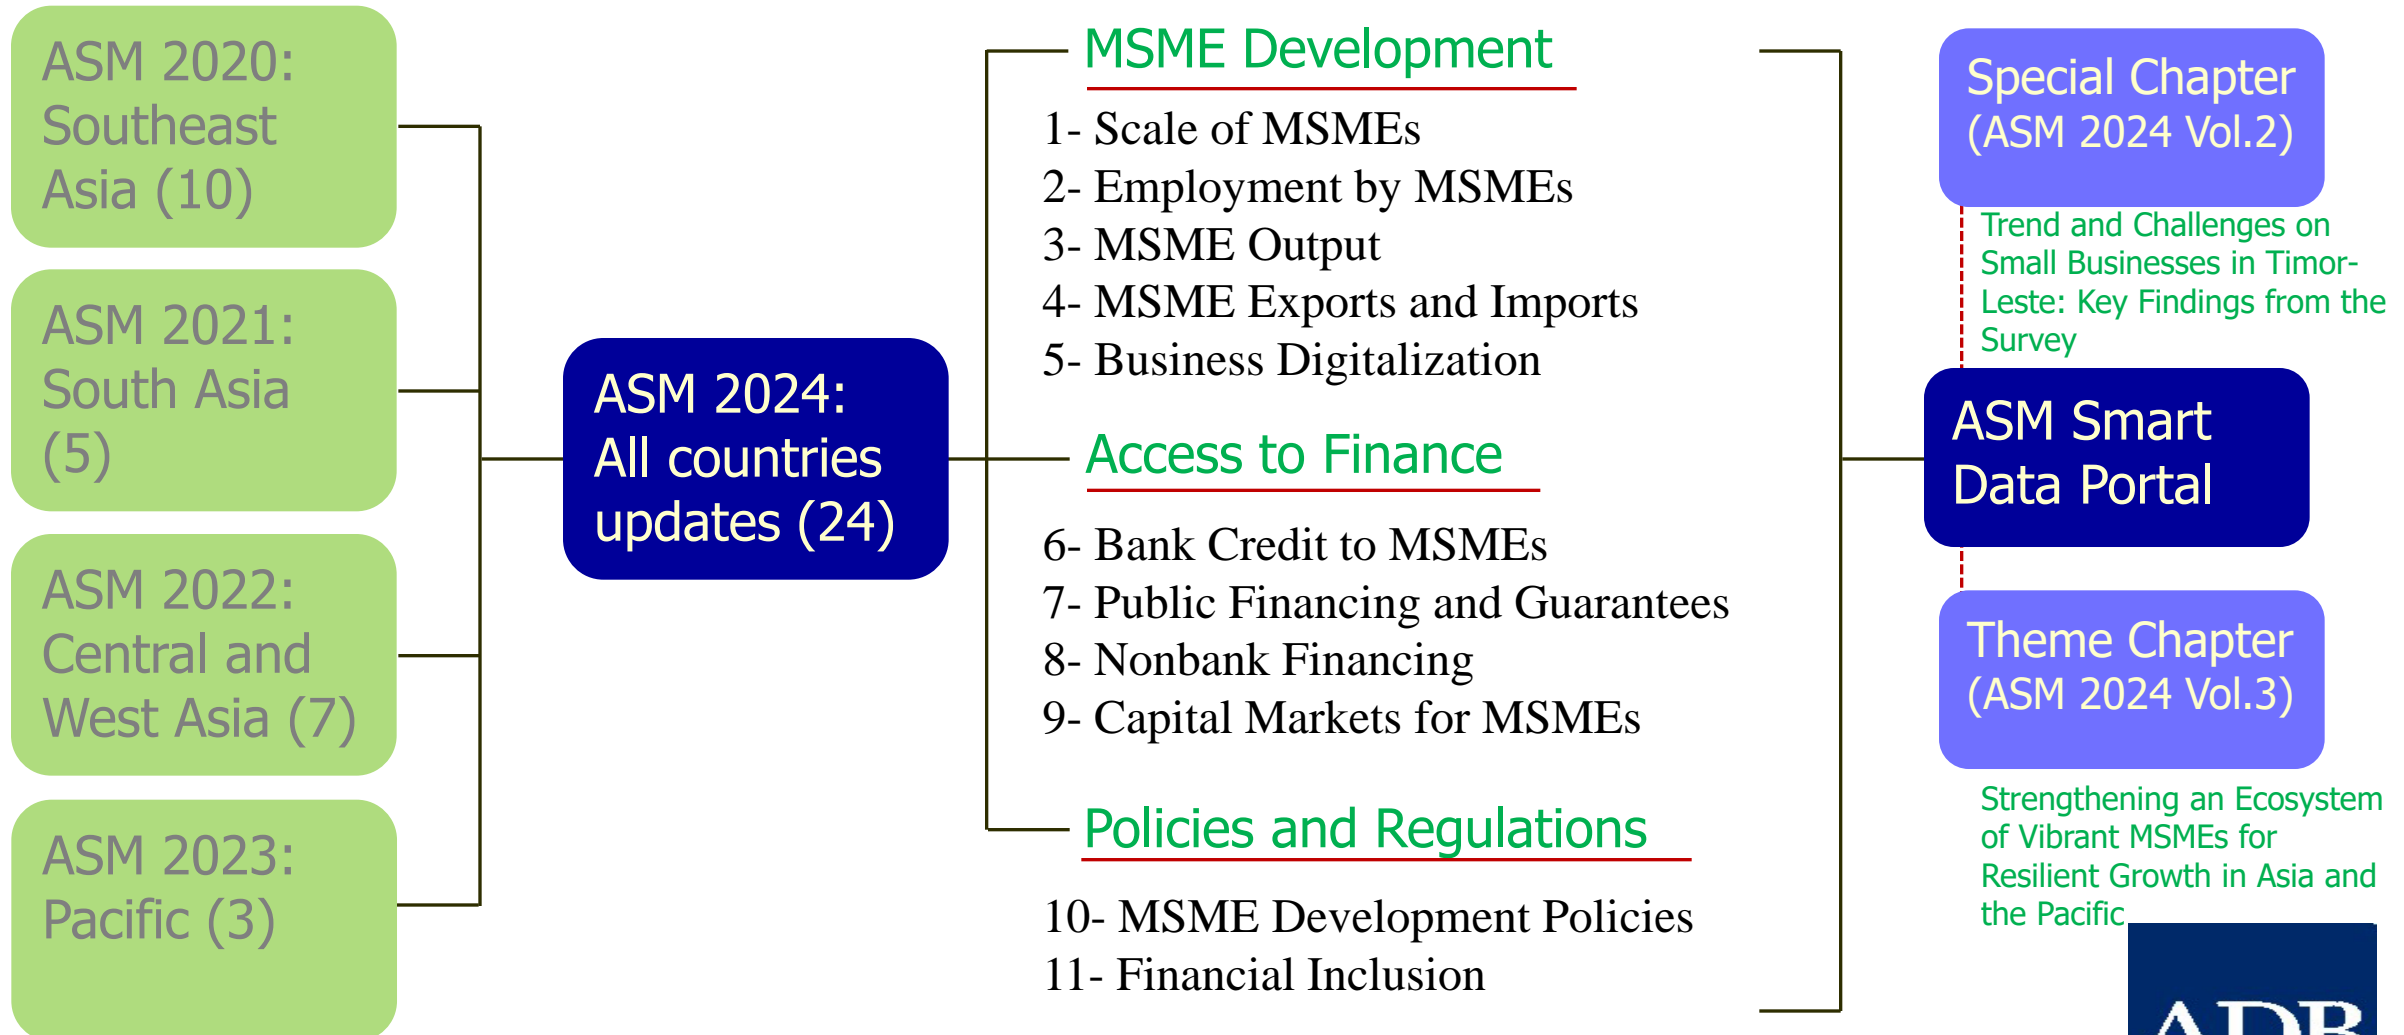 ASM 2020:
Southeast
Asia (10)
ASM 2021:
South Asia
(5)
ASM 2022:
Central and
West Asia (7)
ASM 2023:
Pacific (3)
ASM 2024:
All countries
updates (24)
MSME Development
1- Scale of MSMEs
2- Employment by MSMEs
3- MSME Output
4- MSME Exports and Imports
5- Business Digitalization
Access to Finance
6- Bank Credit to MSMEs
7- Public Financing and Guarantees
8- Nonbank Financing
9- Capital Markets for MSMEs
Policies and Regulations
10- MSME Development Policies
11- Financial Inclusion
Special Chapter
(ASM 2024 Vol.2)
Trend and Challenges on
Small Businesses in Timor-
Leste: Key Findings from the
Survey
ASM Smart
Data Portal
Theme Chapter
(ASM 2024 Vol.3)
Strengthening an Ecosystem
of Vibrant MSMEs for
Resilient Growth in Asia and
the Pacific
ADB